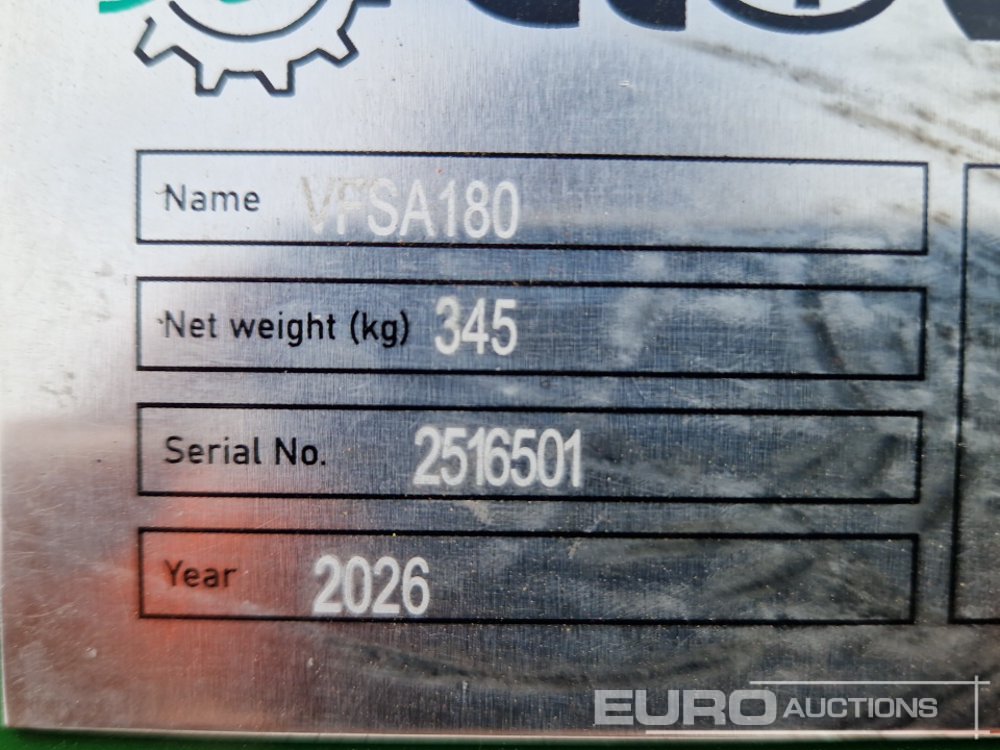 Name VFSA180
Net weight (kg) 345
Serial No. 2516501
Year 2026
EURO AUCTIONS